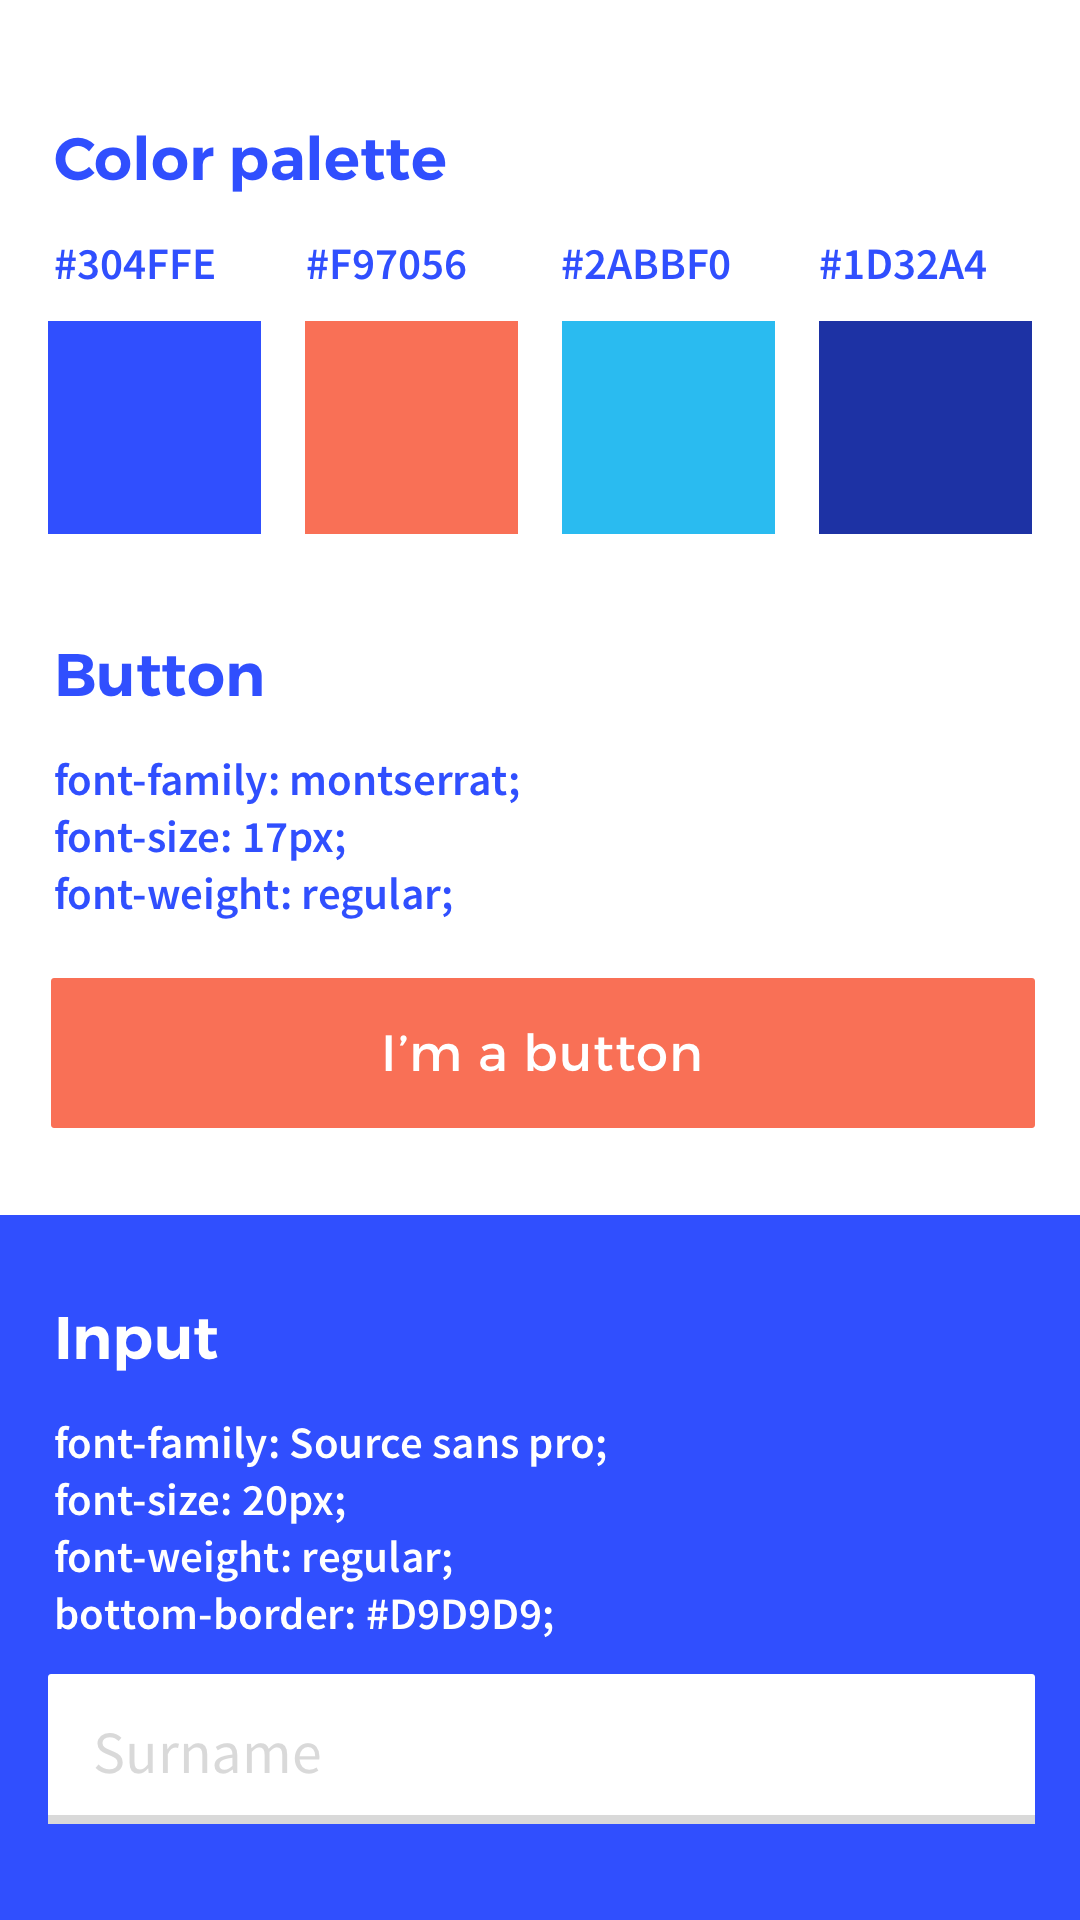 Color palette
#304FFE #F97056 #2ABBF0 #1D32A4
Button
font-family: montserrat;
font-size: 17px;
font-weight: regular;
I’m a button
Input
font-family: Source sans pro;
font-size: 20px;
font-weight: regular;
bottom-border: #D9D9D9;
Surname